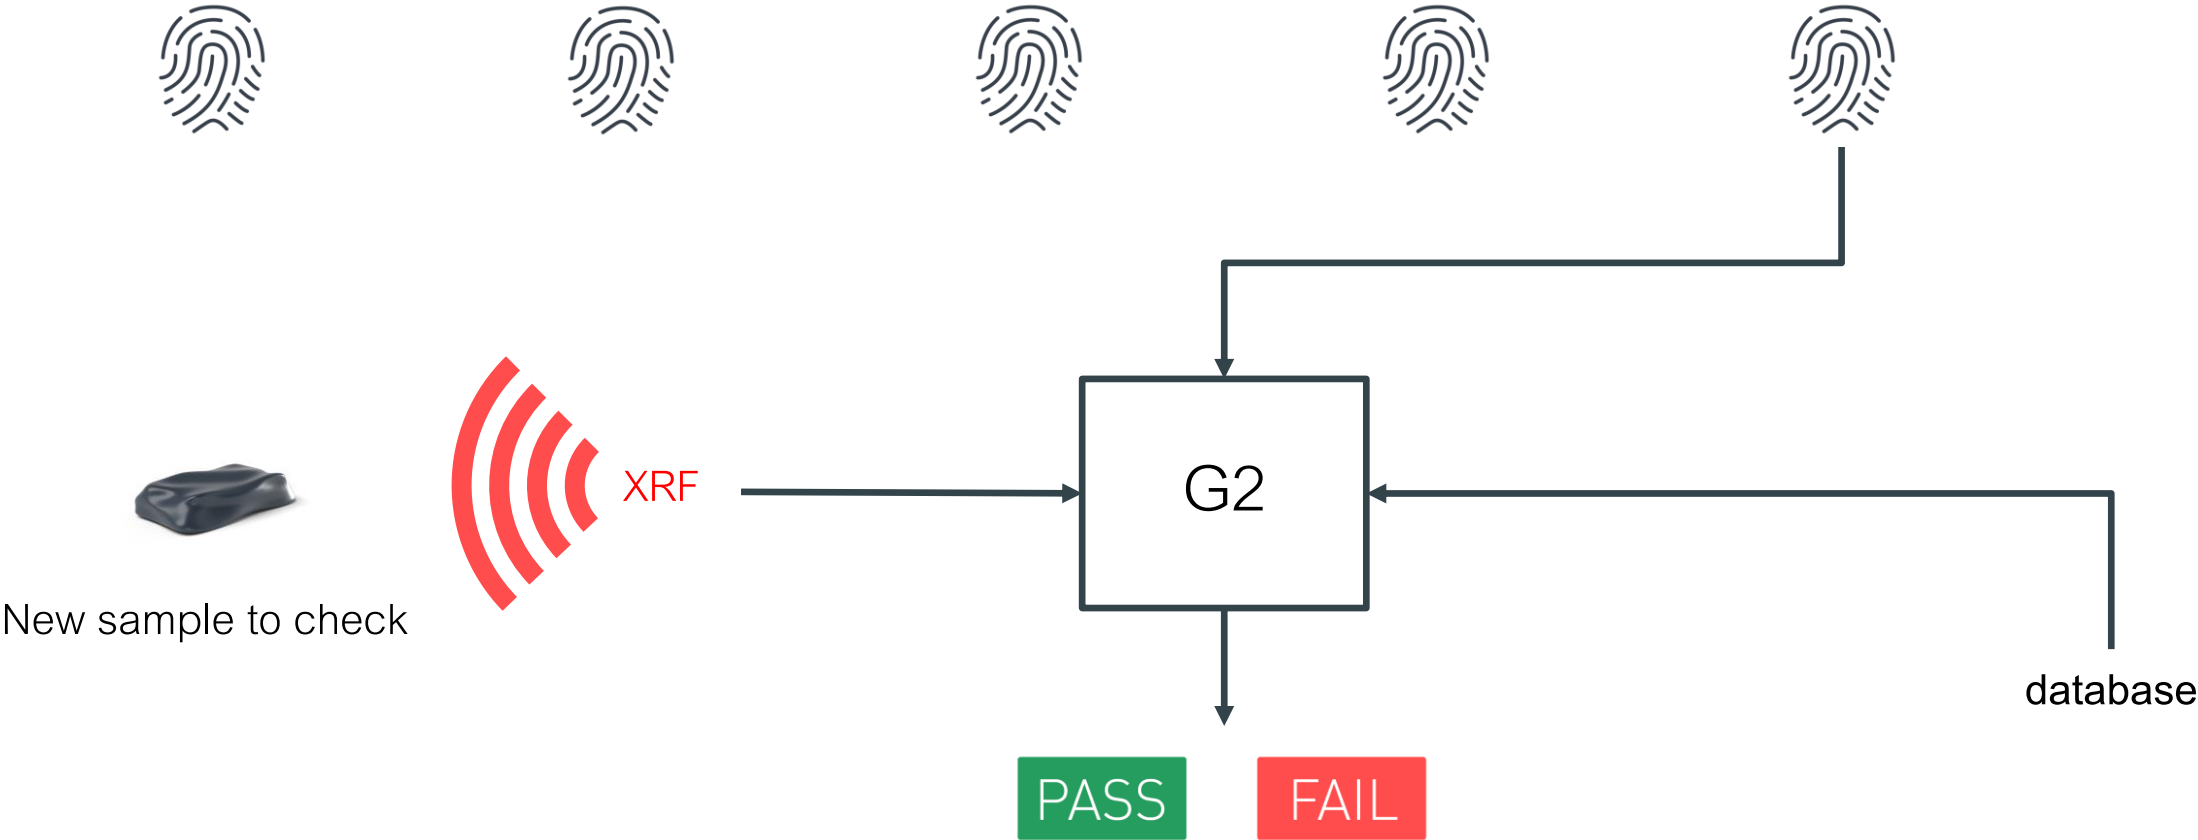 XRF
G2
New sample to check
database
PASS
FAIL